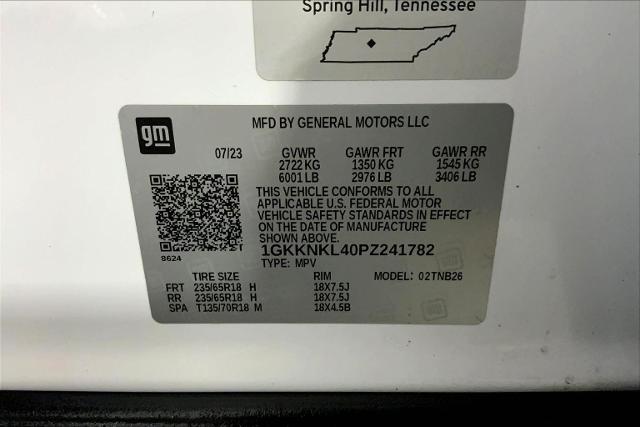 Spring Hill, Tennessee
gm
MFD BY GENERAL MOTORS LLC
07/23 GVWR GAWR FRT GAWR RR
2722 KG 1350 KG 1545 KG
6001 LB 2976 LB 3406 LB
THIS VEHICLE CONFORMS TO ALL
APPLICABLE U.S. FEDERAL MOTOR
VEHICLE SAFETY STANDARDS IN EFFECT
ON THE DATE OF MANUFACTURE
SHOWN ABOVE.
1GKKNKL40PZ241782
8624
TYPE: MPV
TIRE SIZE RIM MODEL: 02TNB26
FRT 235/65R18 H 18X7.5J
RR 235/65R18 H 18X7.5J
SPA T135/70R18 M 18X4.5B